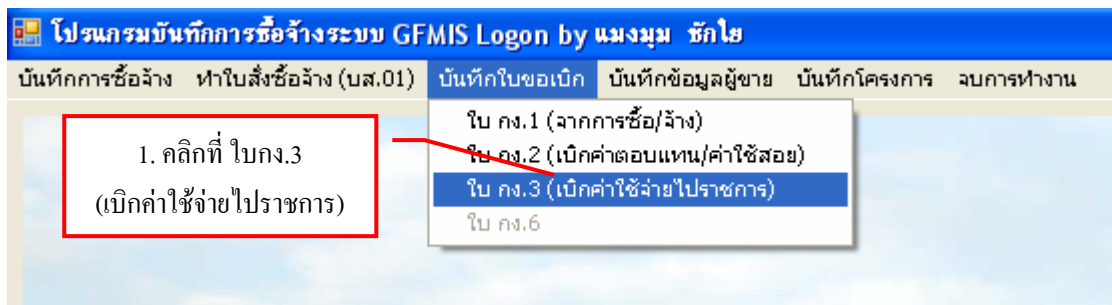 โปรแกรมบันทึกการซื้อจ้างระบบ GFMIS Logon by แมงมุม ชักใย
บันทึกการซื้อจ้าง ทำใบสั่งซื้อจ้าง (บส.01) บันทึกใบขอเบิก บันทึกข้อมูลผู้ขาย บันทึกโครงการ จบการทำงาน
ใบ กง.1 (จากการซื้อ/จ้าง)
ใบ กง.2 (เบิกค่าตอบแทน/ค่าใช้สอย)
ใบ กง.3 (เบิกค่าใช้จ่ายไปราชการ)
ใบ กง.6
1. คลิกที่ ใบกง.3
(เบิกค่าใช้จ่ายไปราชการ)